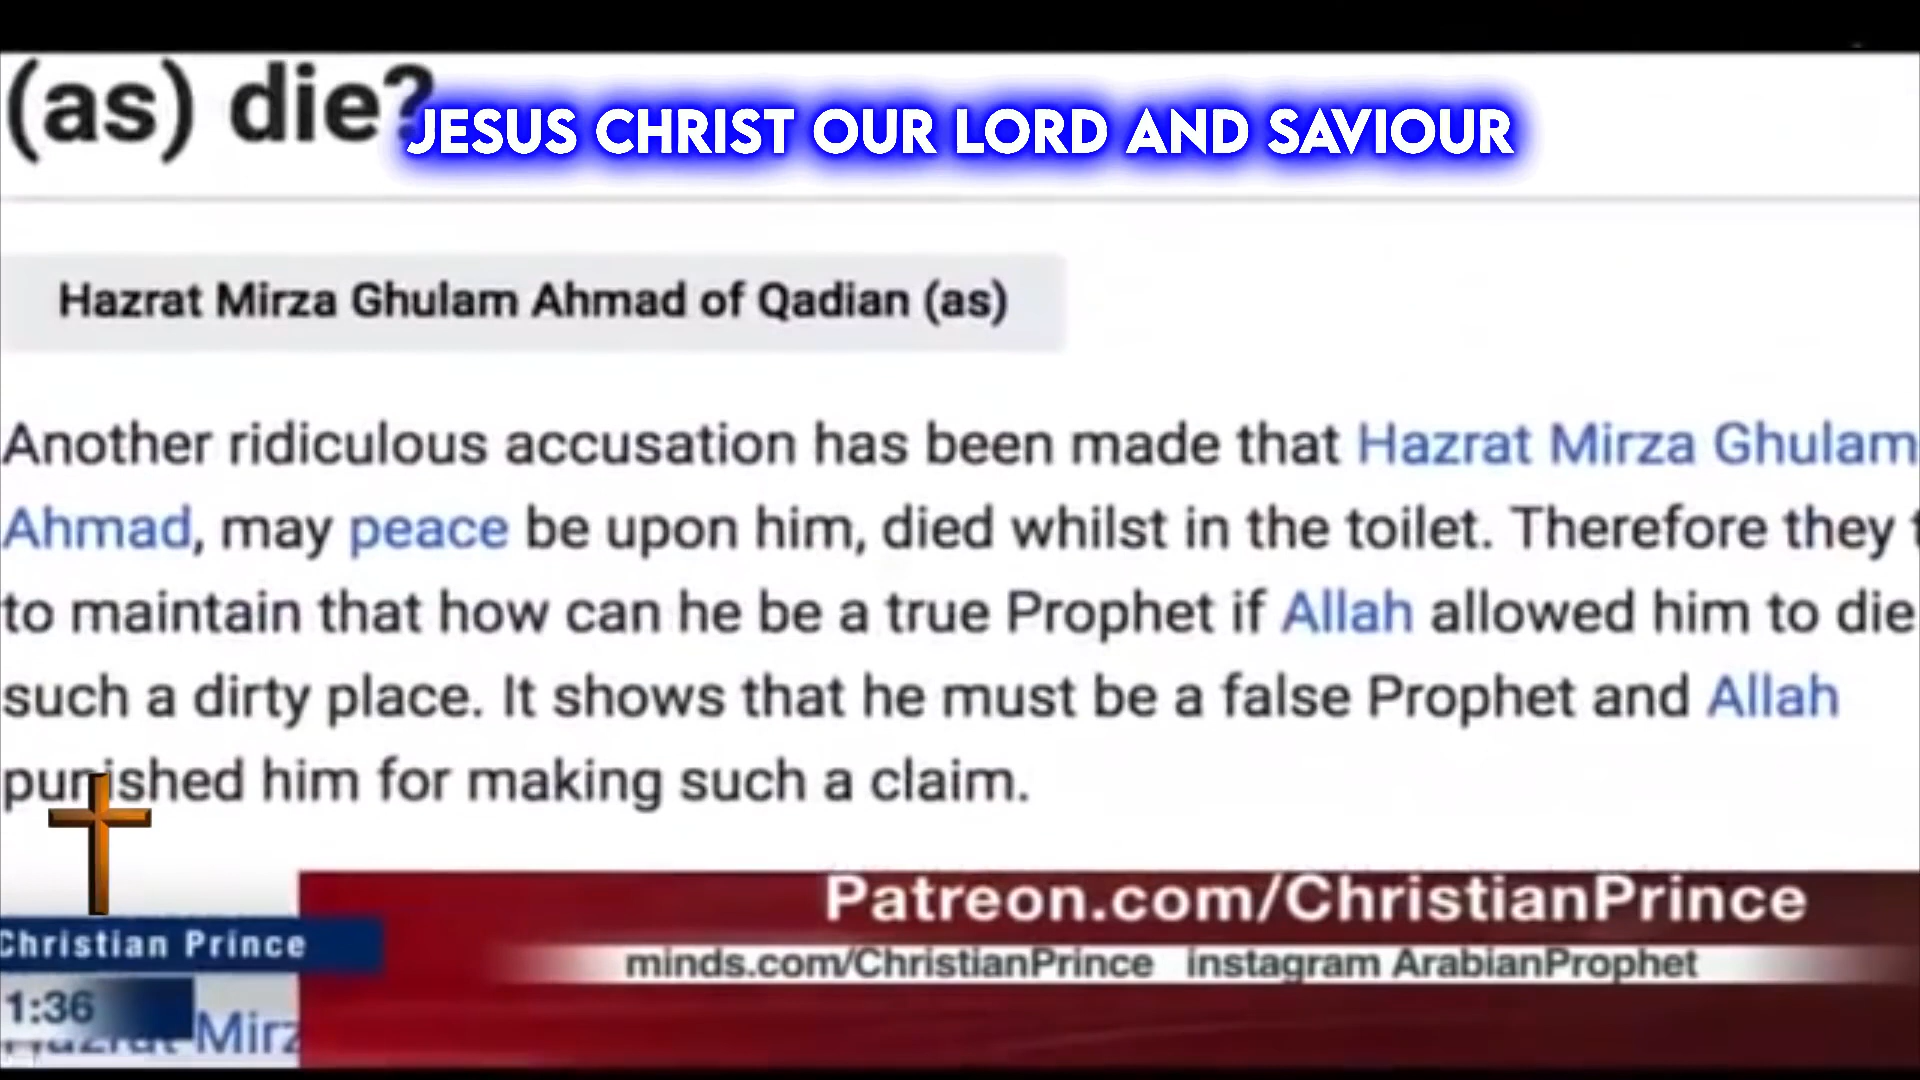 (as) die?
JESUS CHRIST OUR LORD AND SAVIOUR
Hazrat Mirza Ghulam Ahmad of Qadian (as)
Another ridiculous accusation has been made that Hazrat Mirza Ghulam
Ahmad, may peace be upon him, died whilst in the toilet. Therefore they
to maintain that how can he be a true Prophet if Allah allowed him to die
such a dirty place. It shows that he must be a false Prophet and Allah
punished him for making such a claim.
Patreon.com/ChristianPrince
Christian Prince
minds.com/ChristianPrince instagram ArabianProphet
1:36
Hazrat Mirz